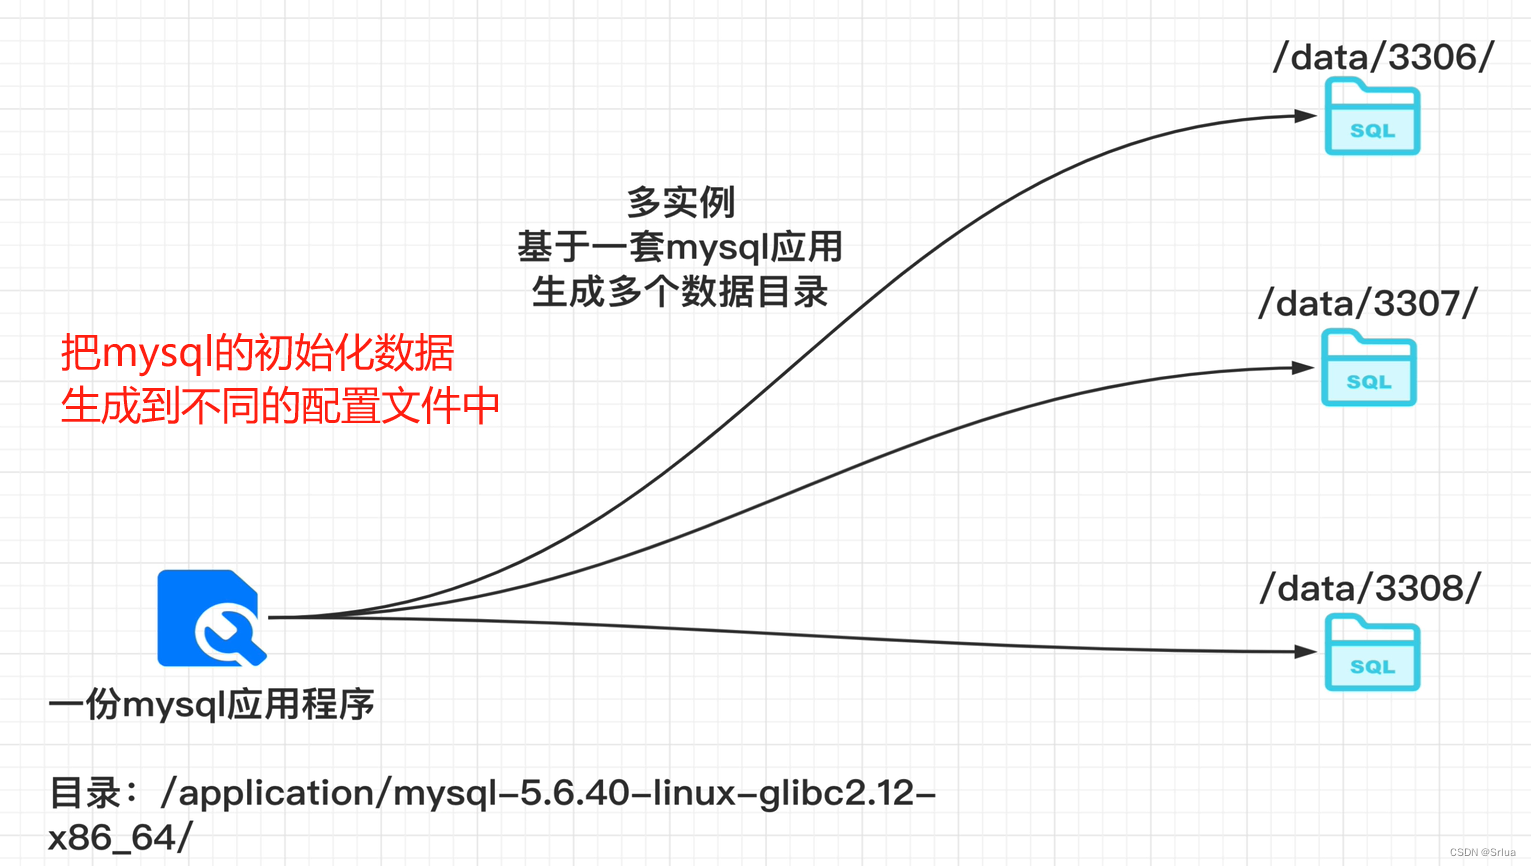 /data/3306/
SQL
多实例
基于一套mysql应用
生成多个数据目录
/data/3307/
SQL
把mysql的初始化数据
生成到不同的配置文件中
/data/3308/
SQL
一份mysql应用程序
目录：/application/mysql-5.6.40-linux-glibc2.12-
x86_64/
CSDN @Srlua